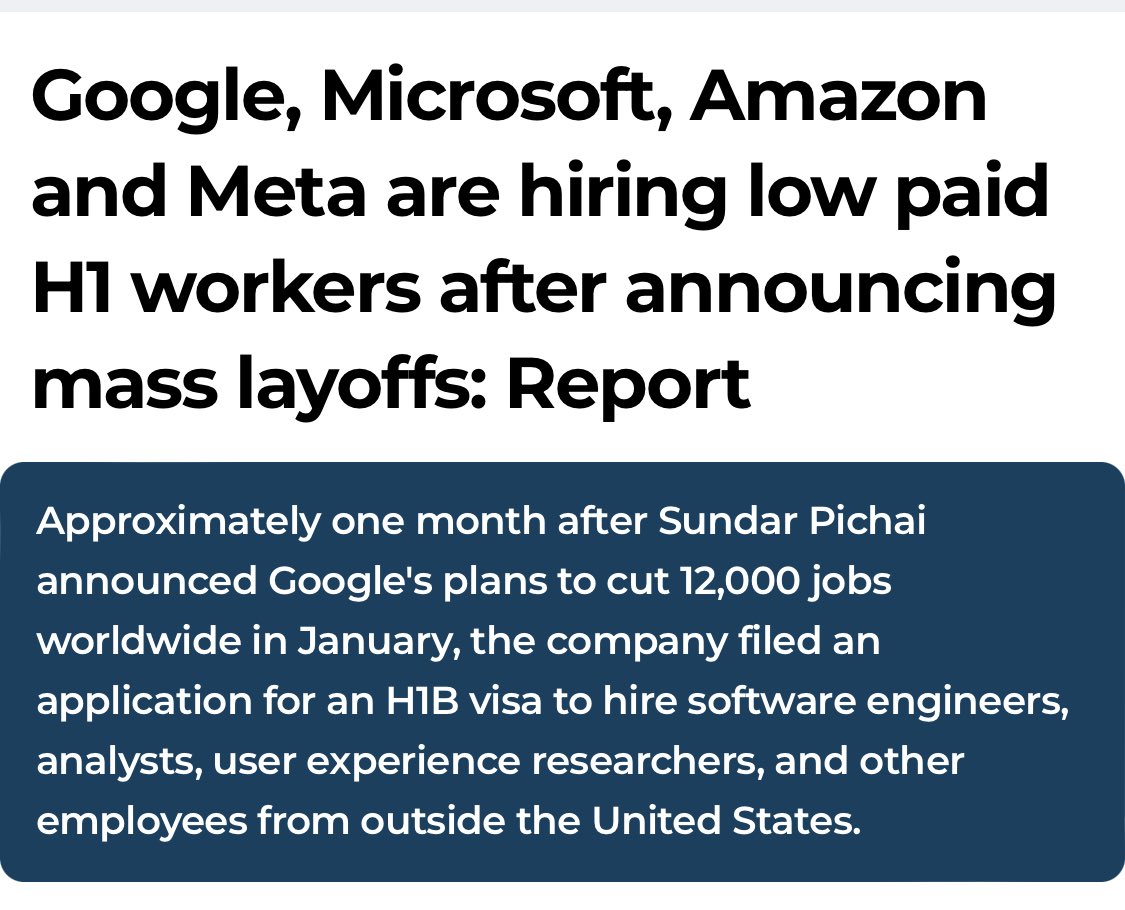 Google, Microsoft, Amazon
and Meta are hiring low paid
H1 workers after announcing
mass layoffs: Report
Approximately one month after Sundar Pichai
announced Google's plans to cut 12,000 jobs
worldwide in January, the company filed an
application for an H1B visa to hire software engineers,
analysts, user experience researchers, and other
employees from outside the United States.